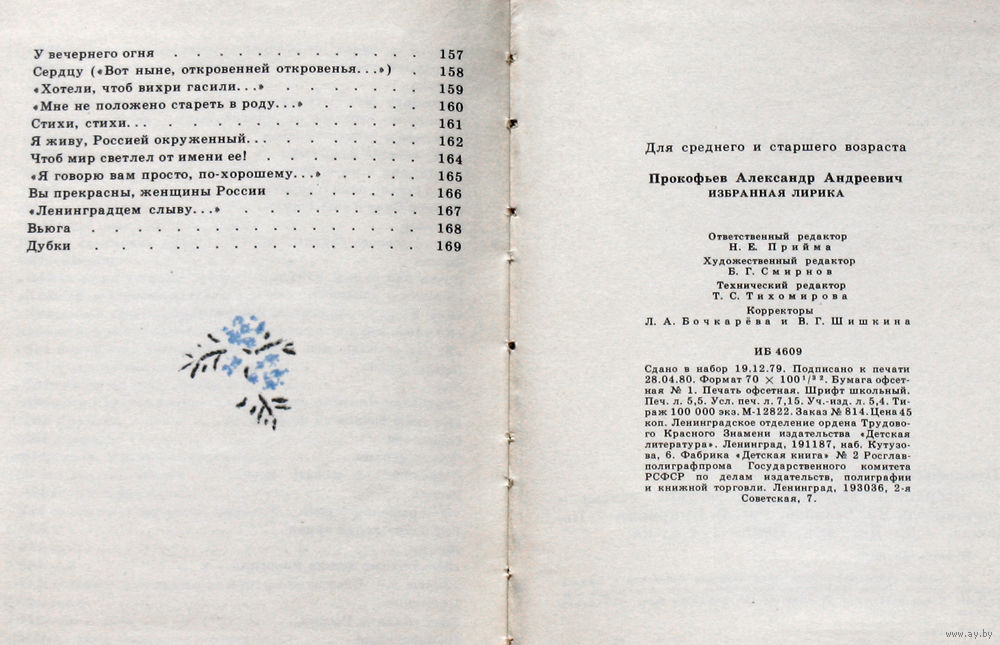 У вечернего огня . . . . . . . . . . . . . 157
Сердцу («Вот ныне, откровенней откровенья...») . 158
«Хотели, чтоб вихри гасили...» . . . . . . . 159
«Мне не положено стареть в роду...» . . . . . 160
Стихи, стихи... . . . . . . . . . . . . . 161
Я живу, Россией окруженный... . . . . . . . 162
Чтоб мир светлел от имени ее! . . . . . . . 164
«Я говорю вам просто, по-хорошему...» . . . . 165
Вы прекрасны, женщины России . . . . . . 166
«Ленинградцем слыву...» . . . . . . . . . 167
Вьюга . . . . . . . . . . . . . . . . 168
Дубки . . . . . . . . . . . . . . . . 169
Для среднего и старшего возраста
Прокофьев Александр Андреевич
ИЗБРАННАЯ ЛИРИКА
Ответственный редактор
Н. Е. Прийма
Художественный редактор
Б. Г. Смирнов
Технический редактор
Т. С. Тихомирова
Корректоры
Л. А. Бочкарёва и В. Г. Шишкина
ИБ 4609
Сдано в набор 19.12.79. Подписано к печати
28.04.80. Формат 70 × 100¹/³². Бумага офсет-
ная № 1. Печать офсетная. Шрифт школьный.
Печ. л. 5,5. Усл. печ. л. 7,15. Уч.-изд. л. 5,4. Ти-
раж 100 000 экз. М-12822. Заказ № 814. Цена 45
коп. Ленинградское отделение ордена Трудово-
го Красного Знамени издательства «Детская
литература». Ленинград, 191187, наб. Кутузо-
ва, 6. Фабрика «Детская книга» № 2 Росглав-
полиграфпрома Государственного комитета
РСФСР по делам издательств, полиграфии
и книжной торговли. Ленинград, 193036, 2-я
Советская, 7.
www.ay.by